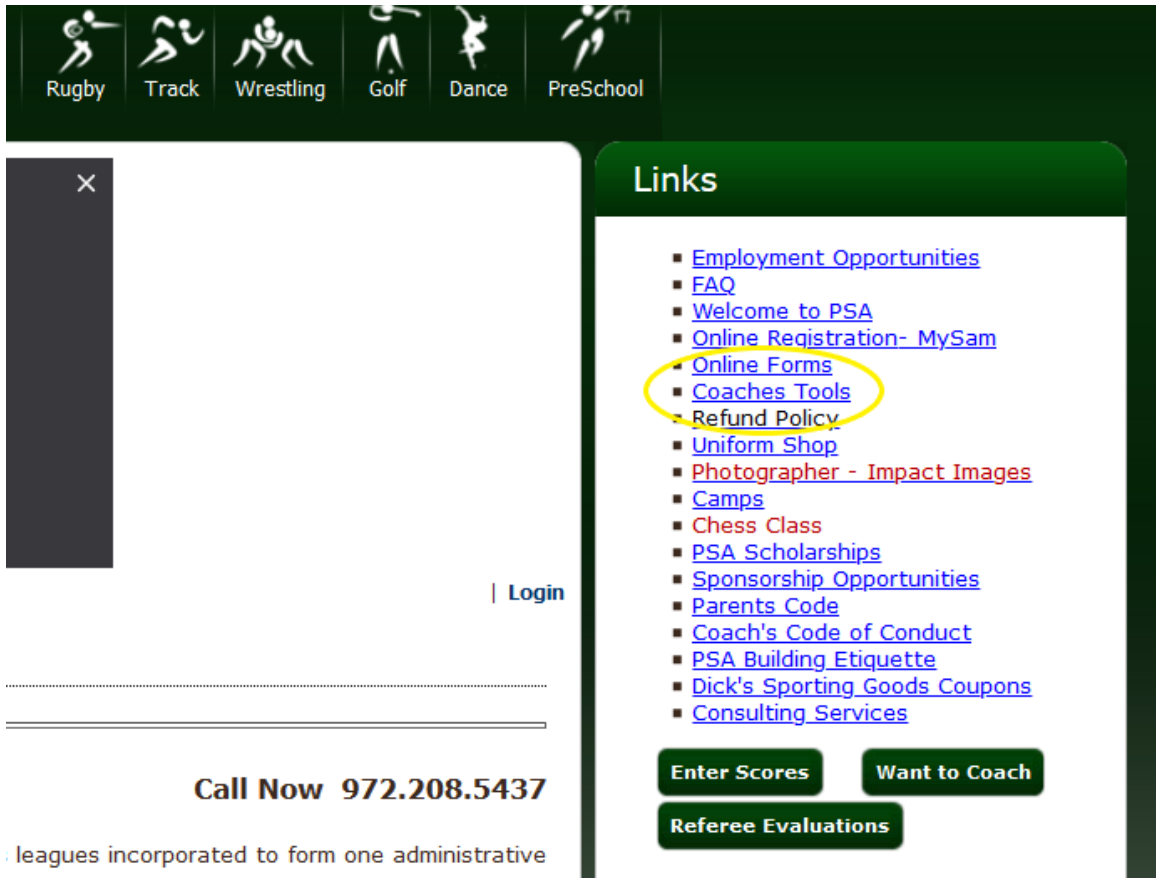 Rugby Track Wrestling Golf Dance PreSchool
×
Links
Employment Opportunities
FAQ
Welcome to PSA
Online Registration- MySam
Online Forms
Coaches Tools
Refund Policy
Uniform Shop
Photographer - Impact Images
Camps
Chess Class
PSA Scholarships
Sponsorship Opportunities
Parents Code
Coach's Code of Conduct
PSA Building Etiquette
Dick's Sporting Goods Coupons
Consulting Services
Enter Scores Want to Coach
Referee Evaluations
| Login
Call Now 972.208.5437
leagues incorporated to form one administrative